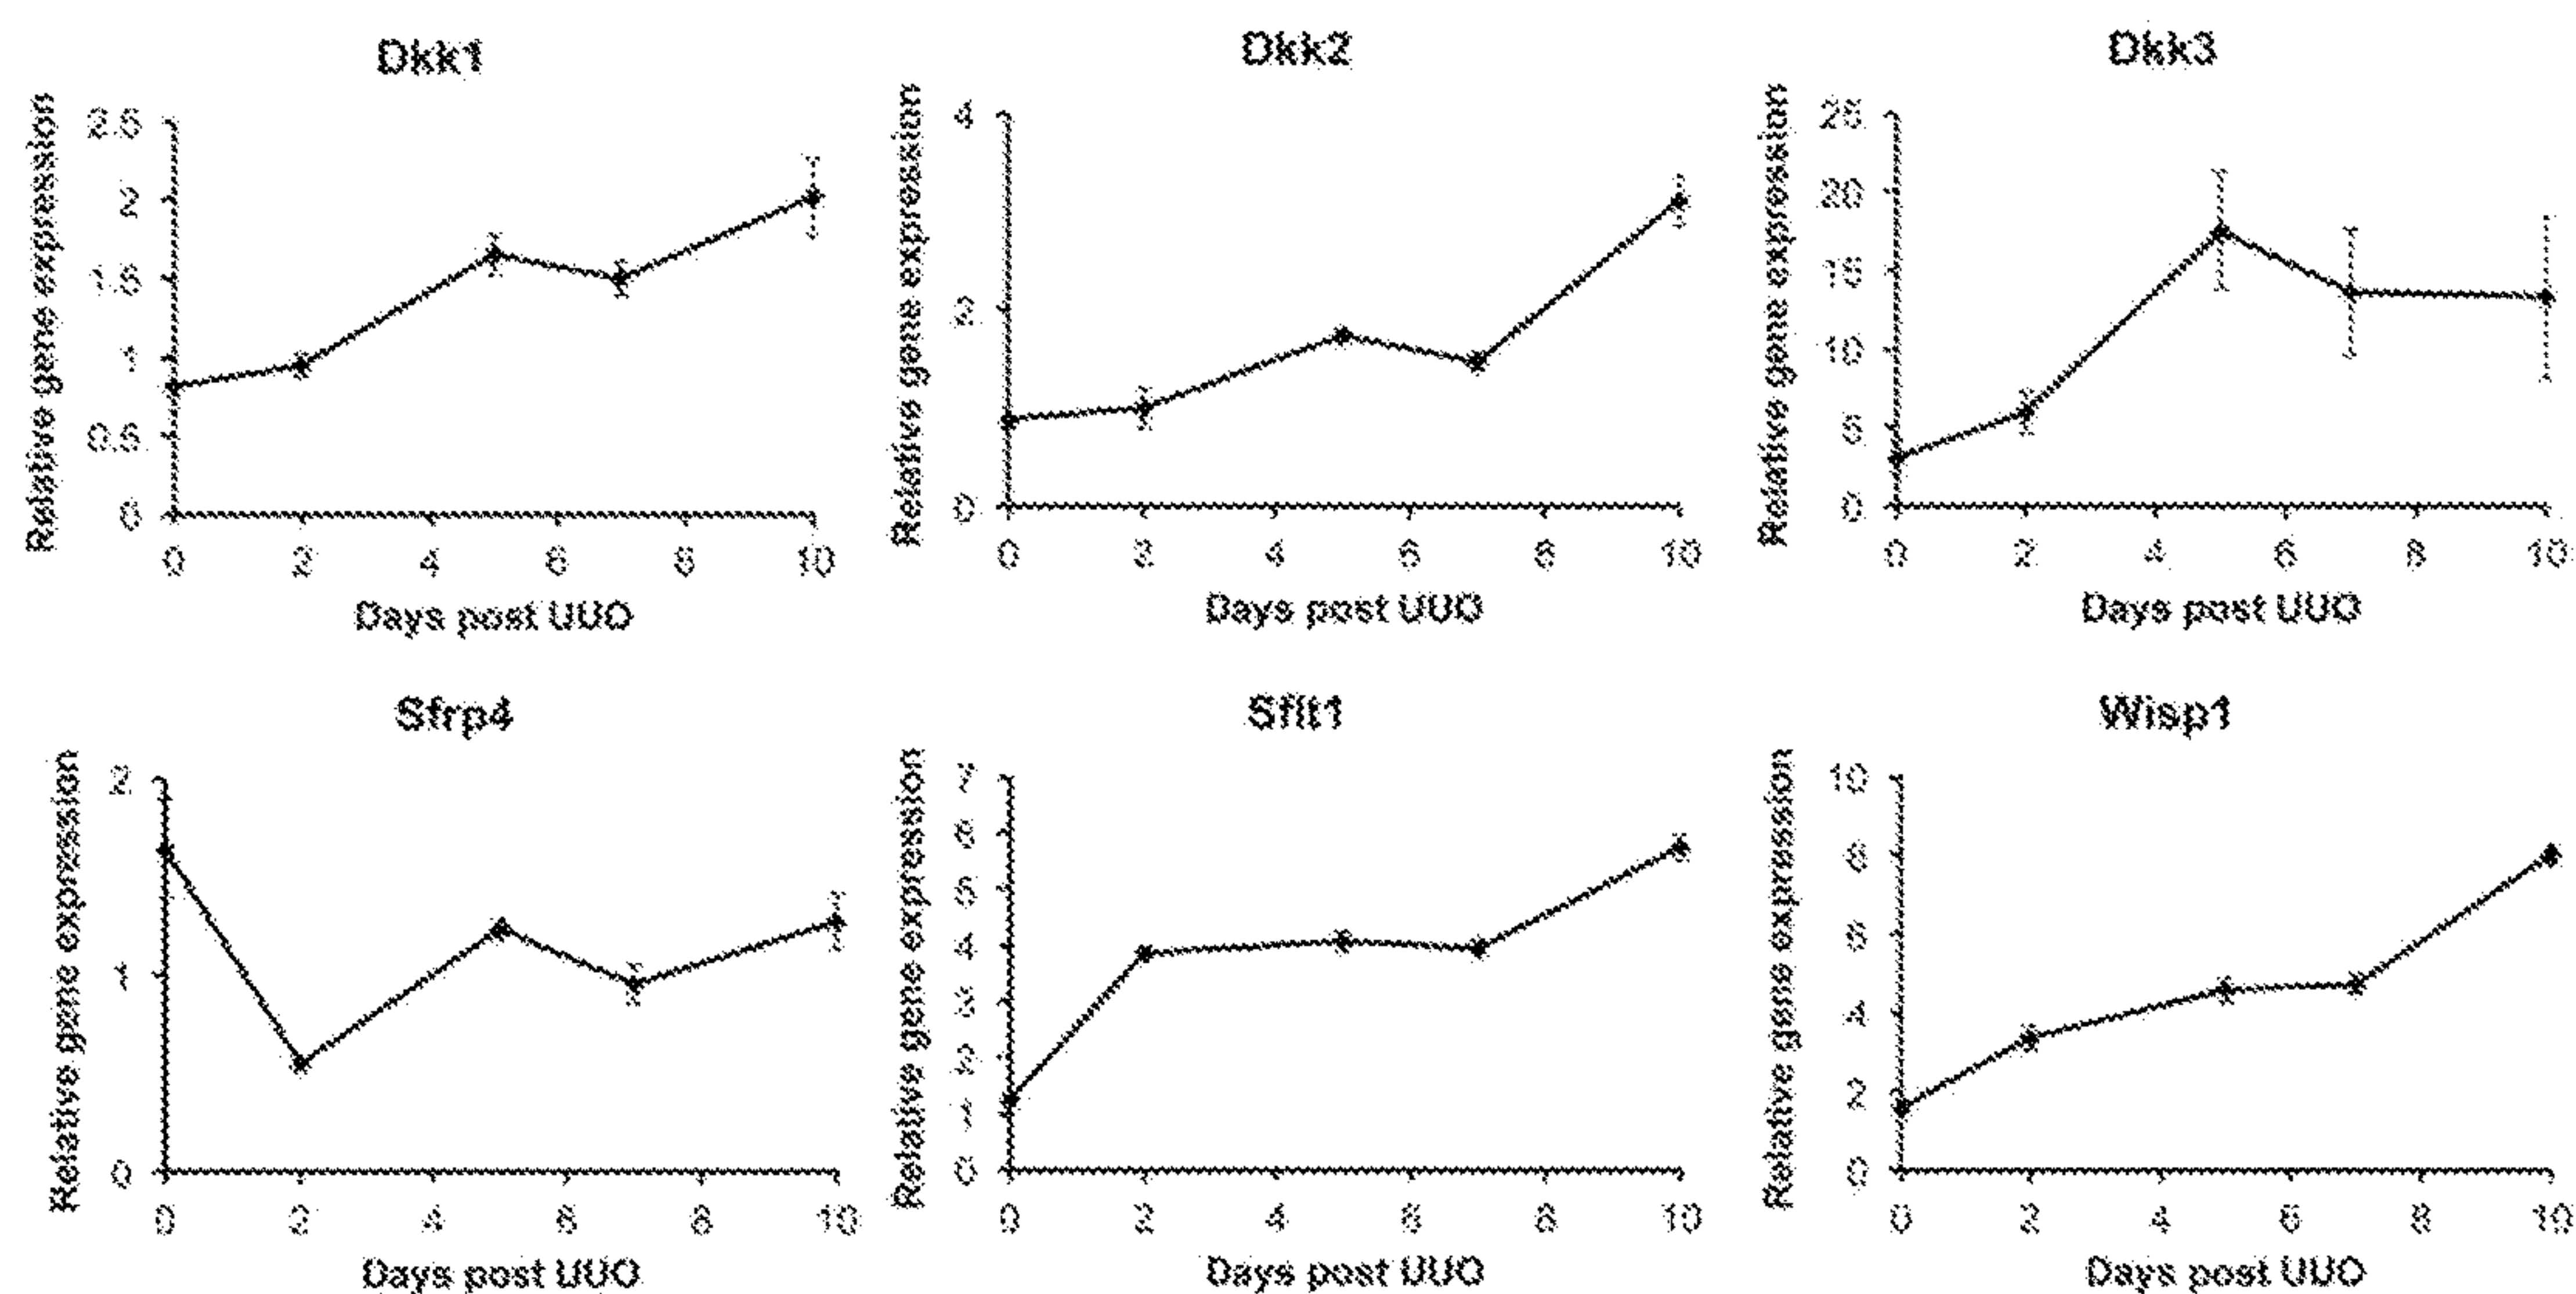 Dkk1
Dkk2
Dkk3
Relative gene expression
2.5
2
1.5
1
0.5
0
0 2 4 6 8 10
Days post UUO
Relative gene expression
4
2
0
0 2 4 6 8 10
Days post UUO
Relative gene expression
25
20
15
10
5
0
0 2 4 6 8 10
Days post UUO
Sfrp4
Sflt1
Wisp1
Relative gene expression
2
1
0
0 2 4 6 8 10
Days post UUO
Relative gene expression
7
6
5
4
3
2
1
0
0 2 4 6 8 10
Days post UUO
Relative gene expression
10
8
6
4
2
0
0 2 4 6 8 10
Days post UUO